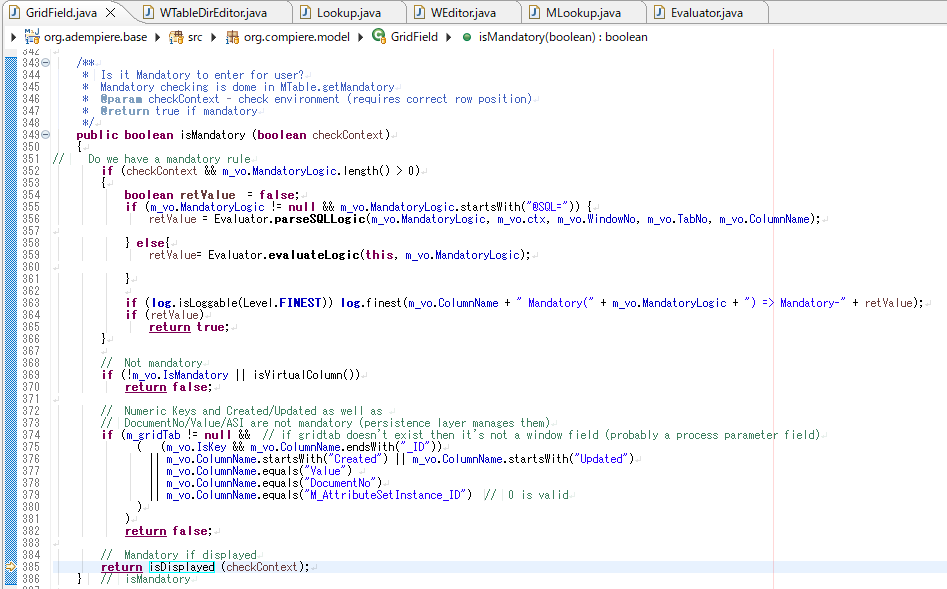 GridField.java WTableDirEditor.java Lookup.java WEditor.java MLookup.java Evaluator.java
org.adempiere.base src org.compiere.model GridField isMandatory(boolean) : boolean
342
343 /**
344 * Is it Mandatory to enter for user?
345 * Mandatory checking is dome in MTable.getMandatory
346 * @param checkContext - check environment (requires correct row position)
347 * @return true if mandatory
348 */
349 public boolean isMandatory (boolean checkContext)
350 {
351 // Do we have a mandatory rule
352 if (checkContext && m_vo.MandatoryLogic.length() > 0)
353 {
354 boolean retValue = false;
355 if (m_vo.MandatoryLogic != null && m_vo.MandatoryLogic.startsWith("@SQL=")) {
356 retValue = Evaluator.parseSQLLogic(m_vo.MandatoryLogic, m_vo.ctx, m_vo.WindowNo, m_vo.TabNo, m_vo.ColumnName);
357
358 } else{
359 retValue= Evaluator.evaluateLogic(this, m_vo.MandatoryLogic);
360
361 }
362
363 if (log.isLoggable(Level.FINEST)) log.finest(m_vo.ColumnName + " Mandatory(" + m_vo.MandatoryLogic + ") => Mandatory-" + retValue);
364 if (retValue)
365 return true;
366 }
367
368 // Not mandatory
369 if (!m_vo.IsMandatory || isVirtualColumn())
370 return false;
371
372 // Numeric Keys and Created/Updated as well as
373 // DocumentNo/Value/ASI are not mandatory (persistence layer manages them)
374 if (m_gridTab != null && // if gridtab doesn't exist then it's not a window field (probably a process parameter field)
375 ( (m_vo.IsKey && m_vo.ColumnName.endsWith("_ID"))
376 || m_vo.ColumnName.startsWith("Created") || m_vo.ColumnName.startsWith("Updated")
377 || m_vo.ColumnName.equals("Value")
378 || m_vo.ColumnName.equals("DocumentNo")
379 || m_vo.ColumnName.equals("M_AttributeSetInstance_ID") // 0 is valid
380 )
381 )
382 return false;
383
384 // Mandatory if displayed
385 return isDisplayed (checkContext);
386 } // isMandatory